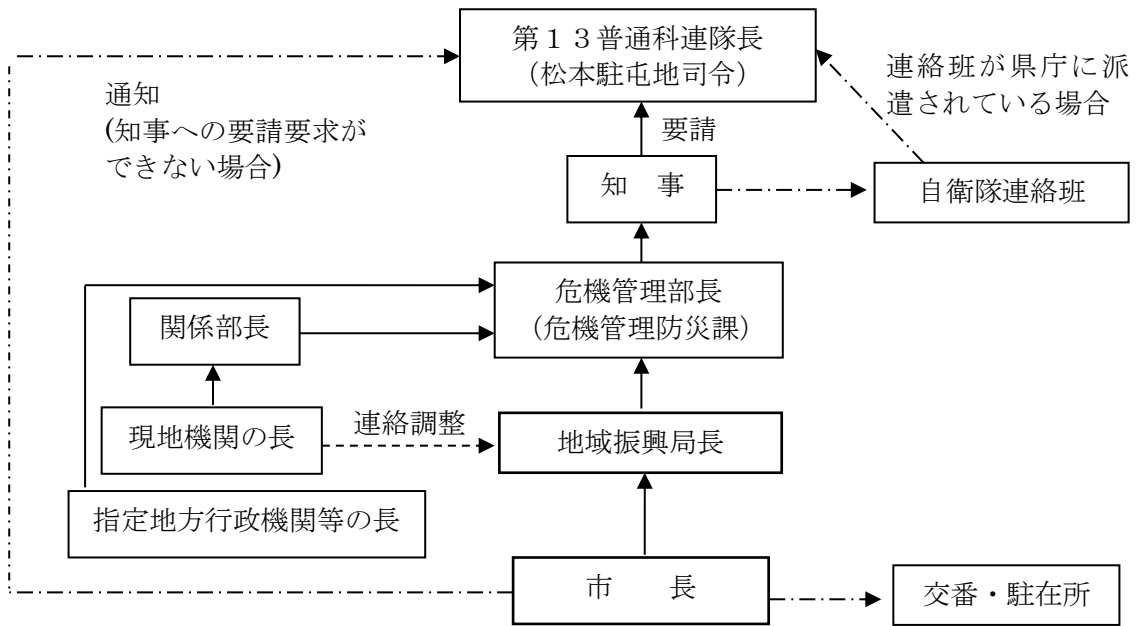 第１３普通科連隊長
（松本駐屯地司令）
連絡班が県庁に派
遣されている場合
通知
(知事への要請要求が
できない場合)
要請
知　事
自衛隊連絡班
危機管理部長
（危機管理防災課）
関係部長
現地機関の長
連絡調整
地域振興局長
指定地方行政機関等の長
市　　長
交番・駐在所